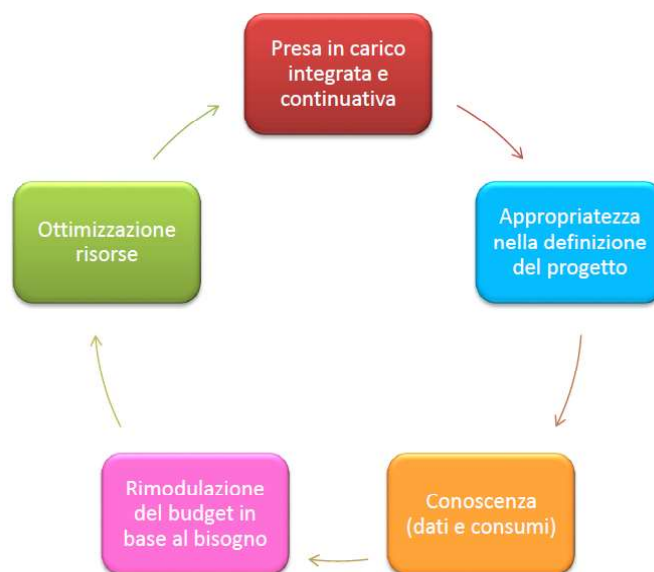 Presa in carico
integrata e
continuativa
Appropriatezza
nella definizione
del progetto
Conoscenza
(dati e consumi)
Rimodulazione
del budget in
base al bisogno
Ottimizzazione
risorse